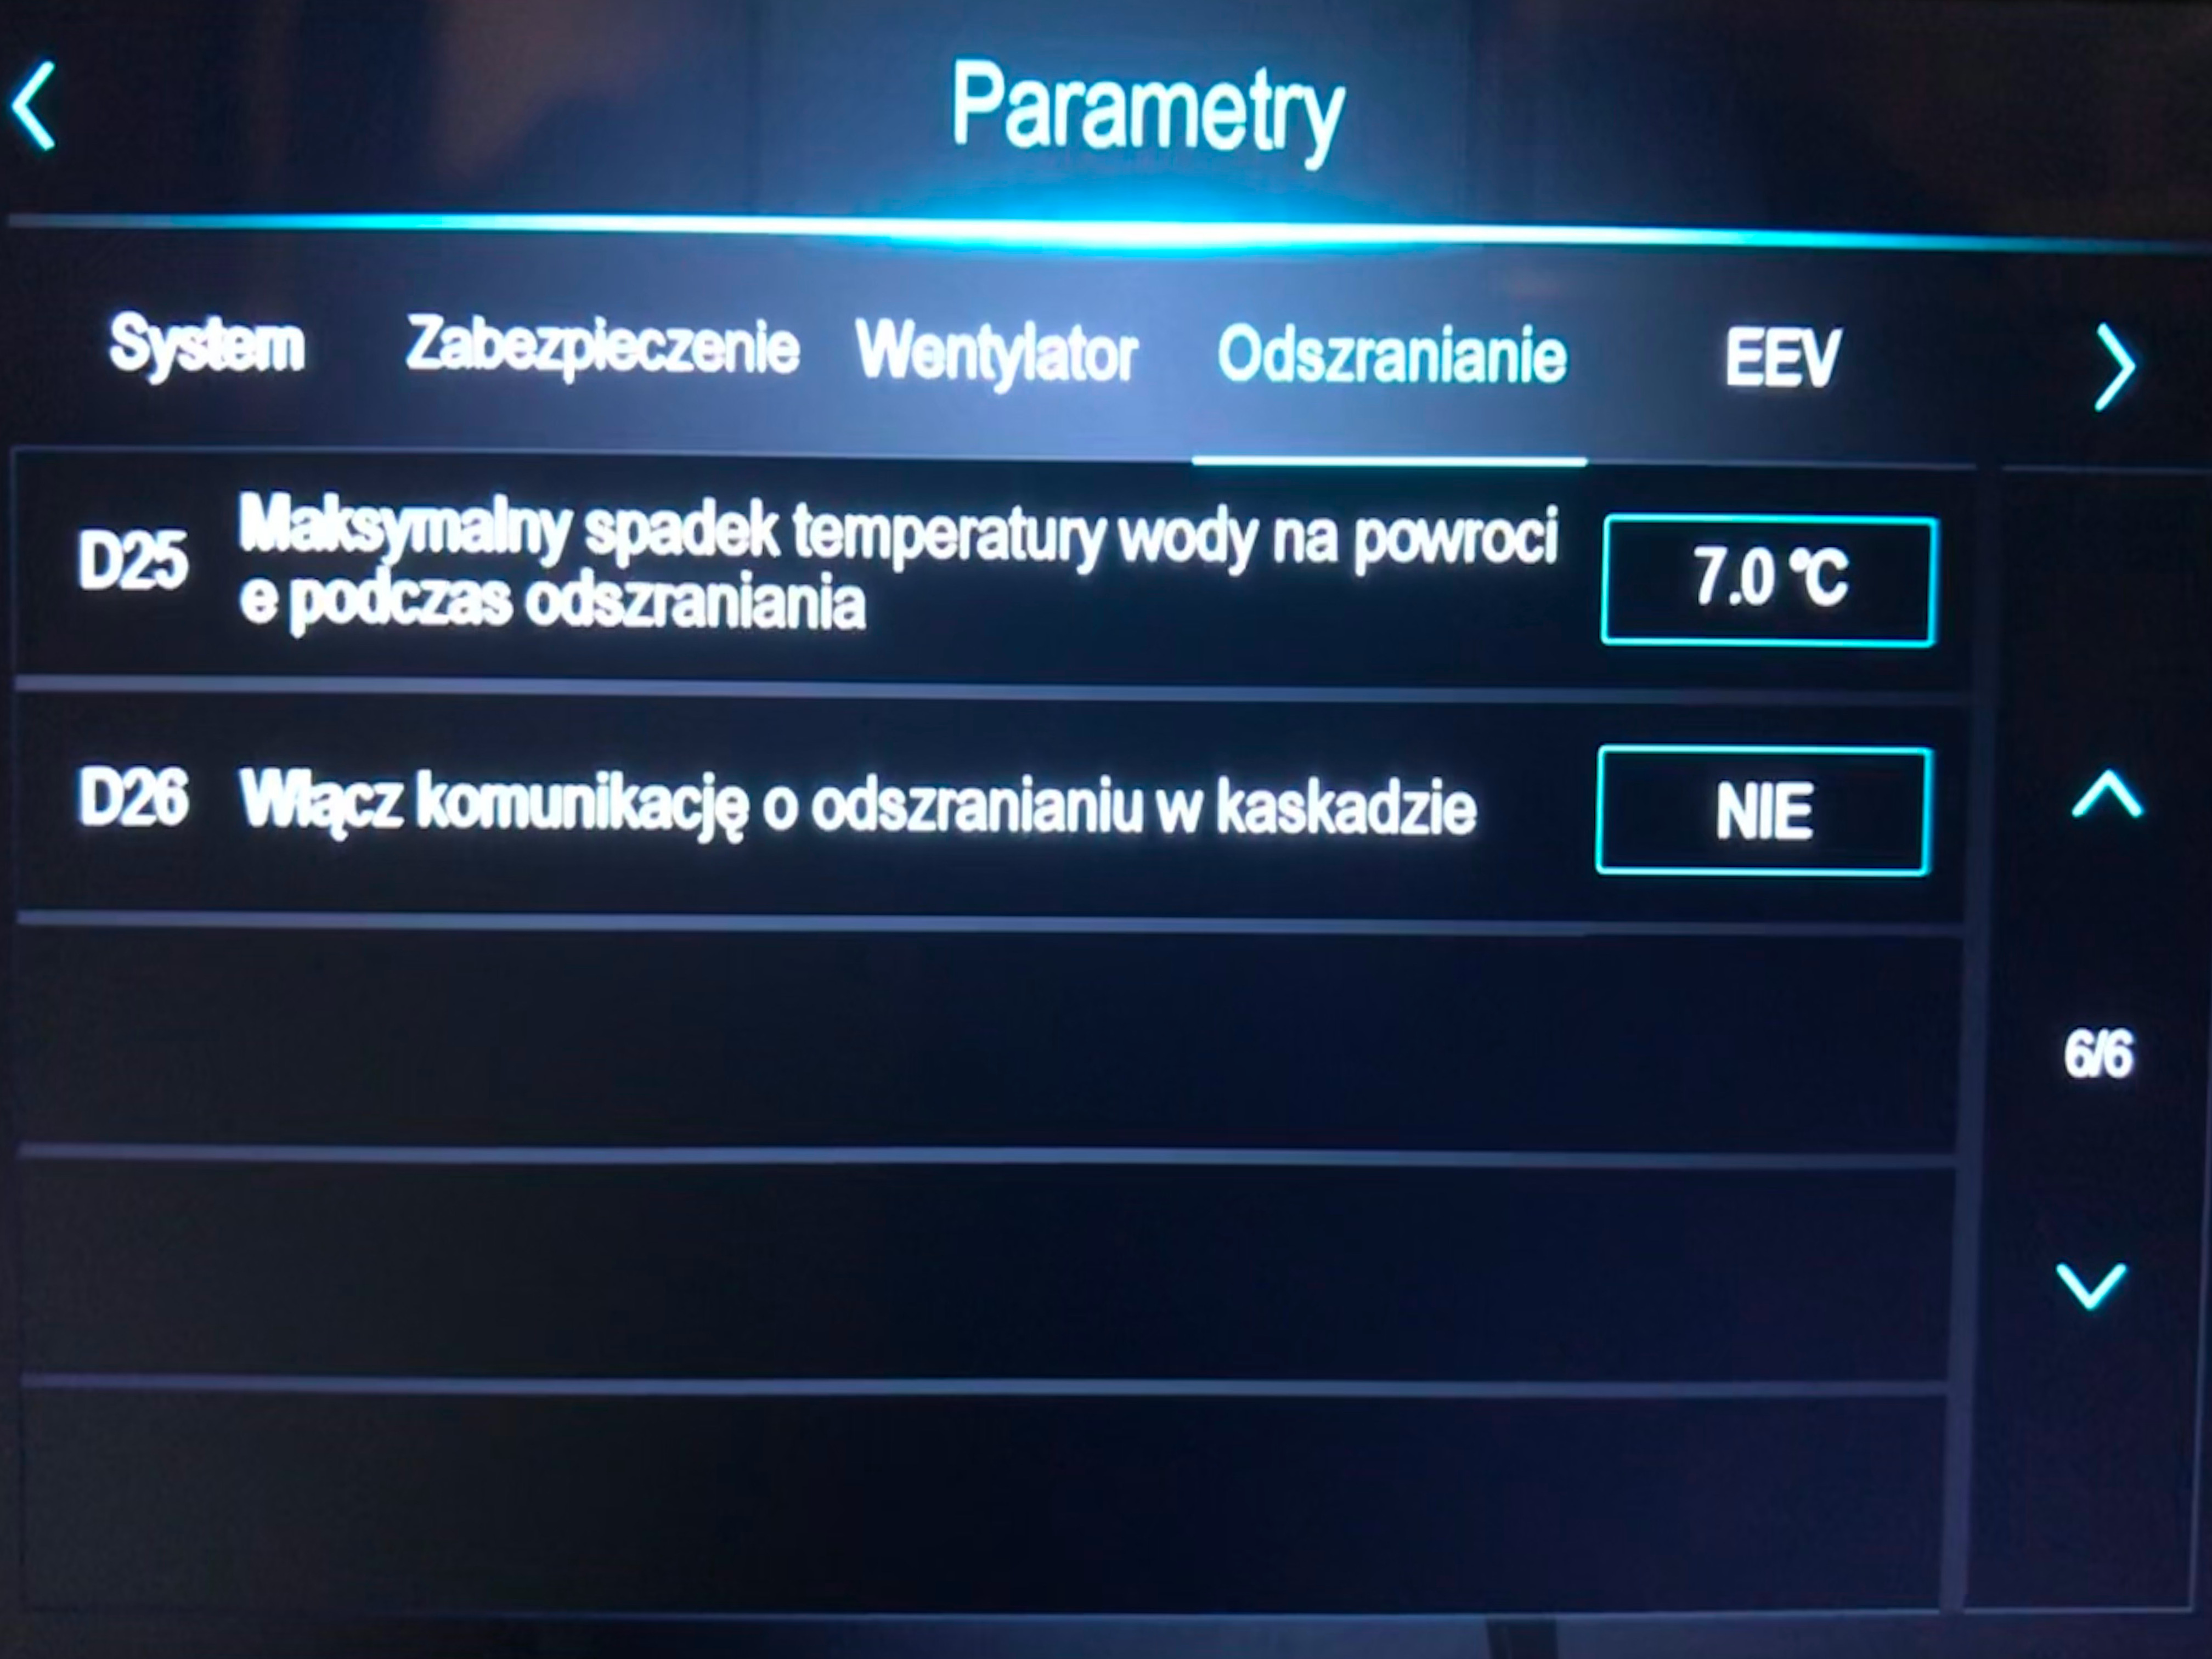 Parametry
System Zabezpieczenie Wentylator Odszranianie EEV
D25 Maksymalny spadek temperatury wody na powroci
e podczas odszraniania 7.0 °C
D26 Włącz komunikację o odszranianiu w kaskadzie NIE
6/6